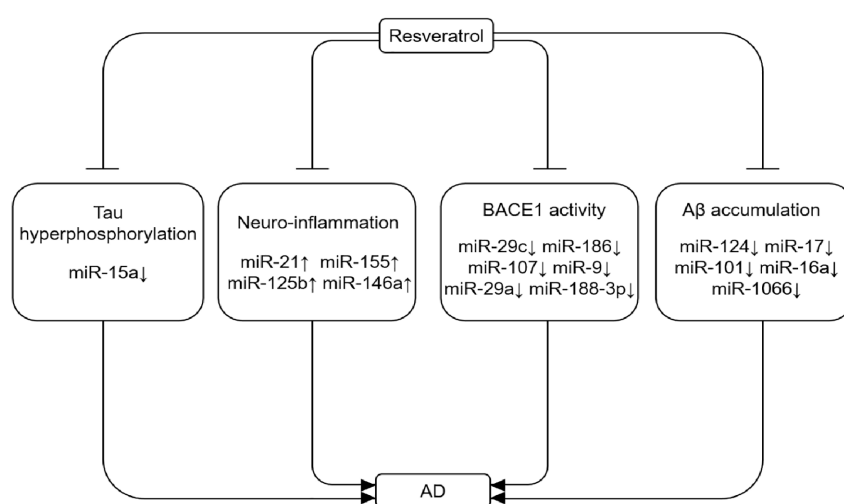 Resveratrol
Tau
hyperphosphorylation
miR-15a↓
Neuro-inflammation
miR-21↑ miR-155↑
miR-125b↑ miR-146a↑
BACE1 activity
miR-29c↓ miR-186↓
miR-107↓ miR-9↓
miR-29a↓ miR-188-3p↓
Aβ accumulation
miR-124↓ miR-17↓
miR-101↓ miR-16a↓
miR-1066↓
AD